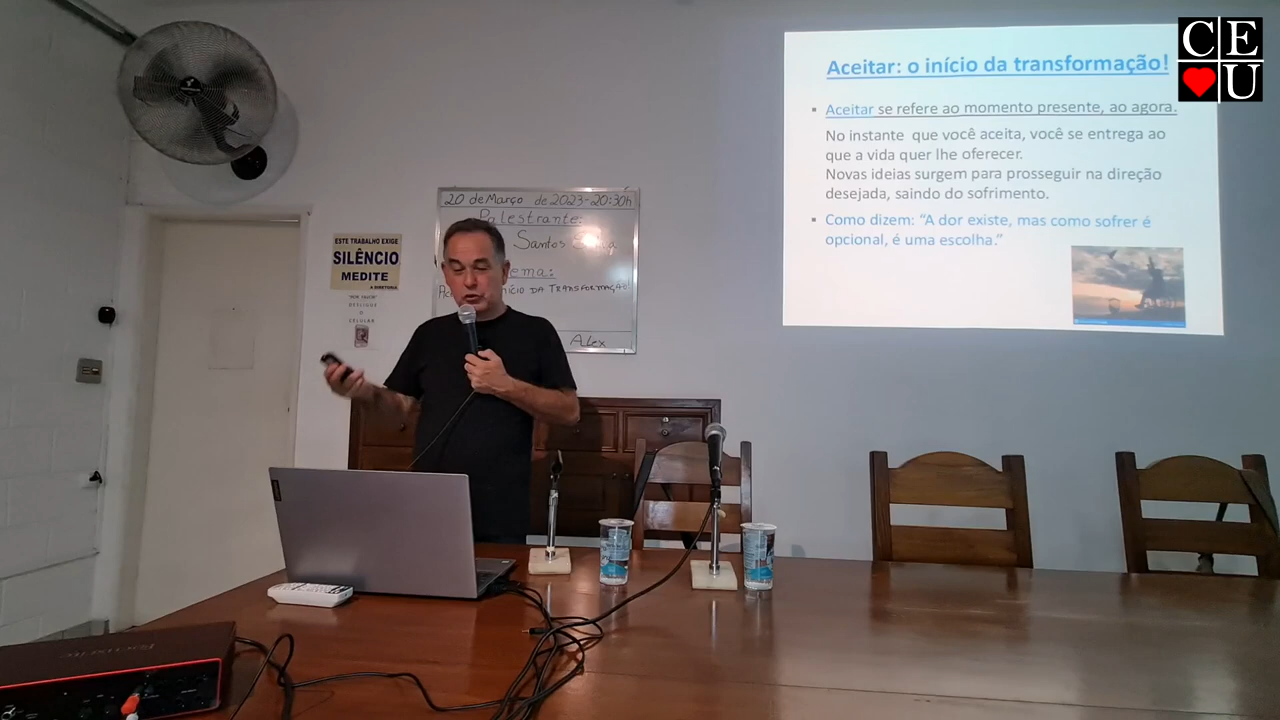 C E
U
Aceitar: o início da transformação!
Aceitar se refere ao momento presente, ao agora.
No instante que você aceita, você se entrega ao
que a vida quer lhe oferecer.
Novas ideias surgem para prosseguir na direção
desejada, saindo do sofrimento.
Como dizem: “A dor existe, mas como sofrer é
opcional, é uma escolha.”
20 de Março de 2023-20:30h
Palestrante:
Santos
INÍCIO DA TRANSFORMAÇÃO!
Alex
ESTE TRABALHO EXIGE
SILÊNCIO
MEDITE
A DIRETORIA
DESLIGUE
O
CELULAR